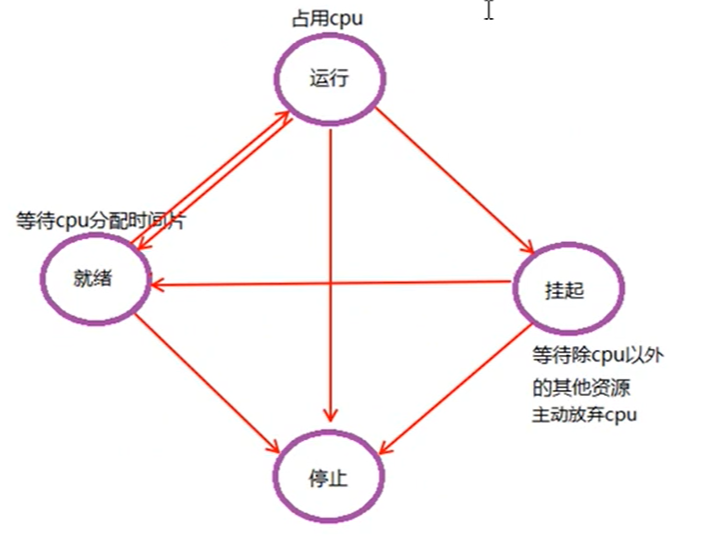 占用cpu
运行
等待cpu分配时间片
就绪
挂起
等待除cpu以外
的其他资源
主动放弃cpu
停止